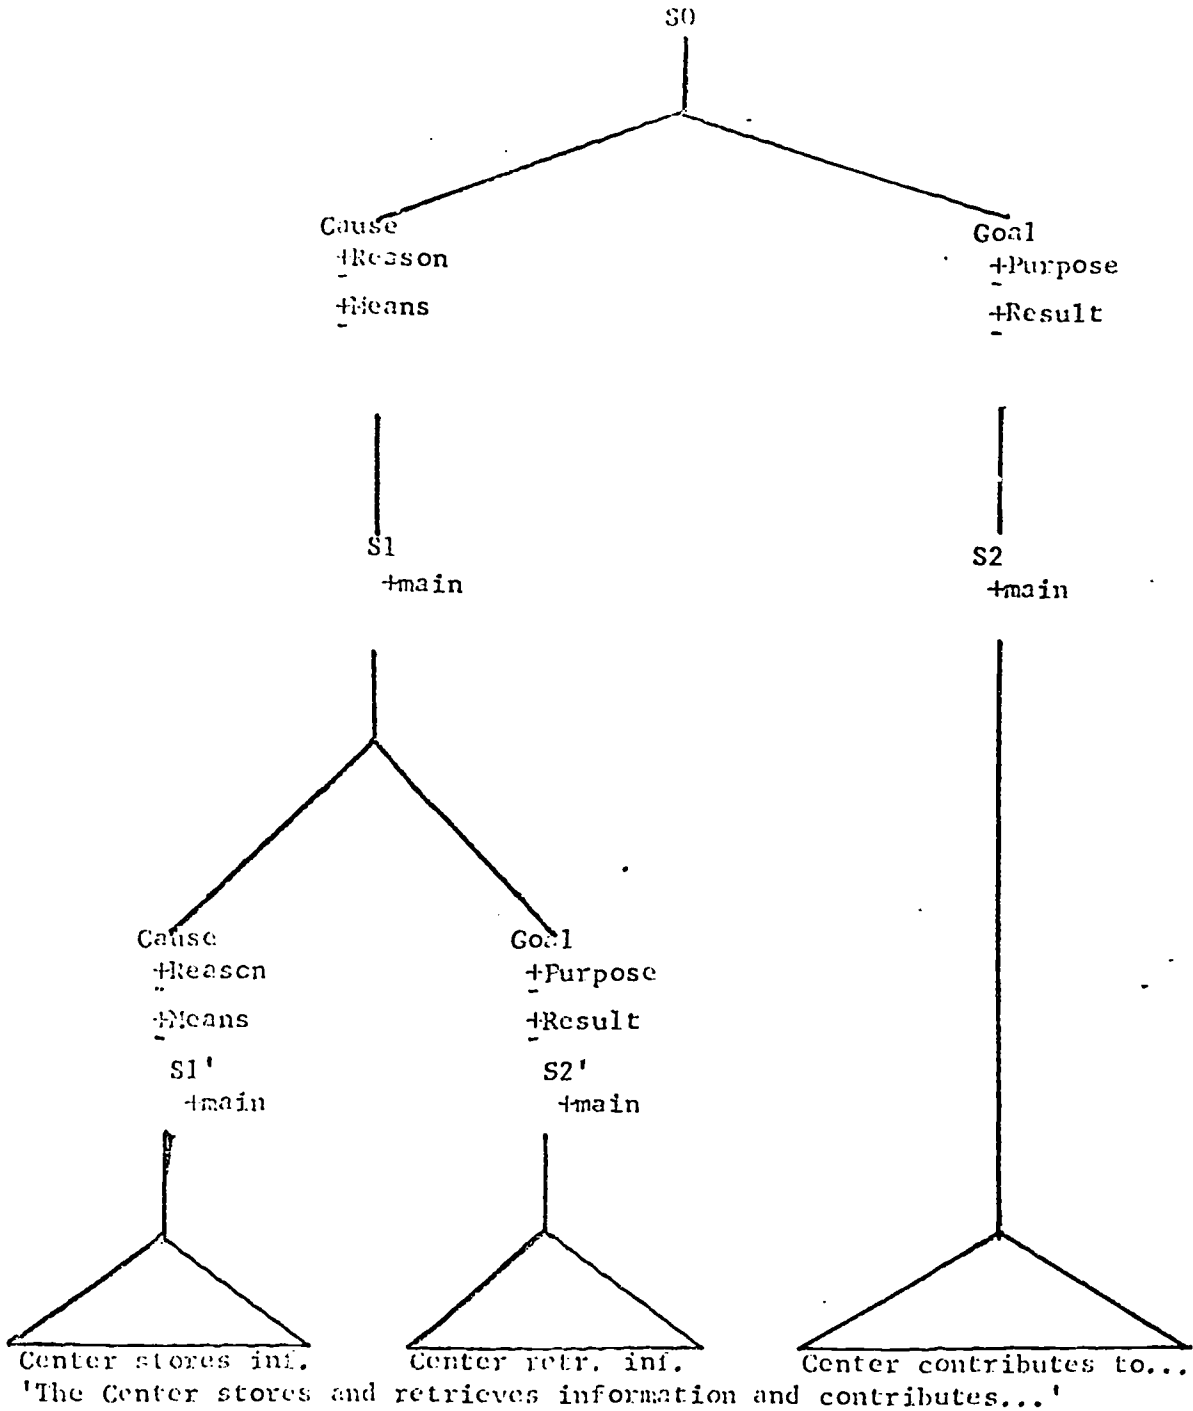 S0
Cause
Goal
±Reason
±Purpose
±Means
±Result
S1
+main
S2
+main
Cause
Goal
±Reason
±Purpose
±Means
±Result
S1'
S2'
+main
+main
Center stores inf.
Center retr. inf.
Center contributes to...
'The Center stores and retrieves information and contributes...'